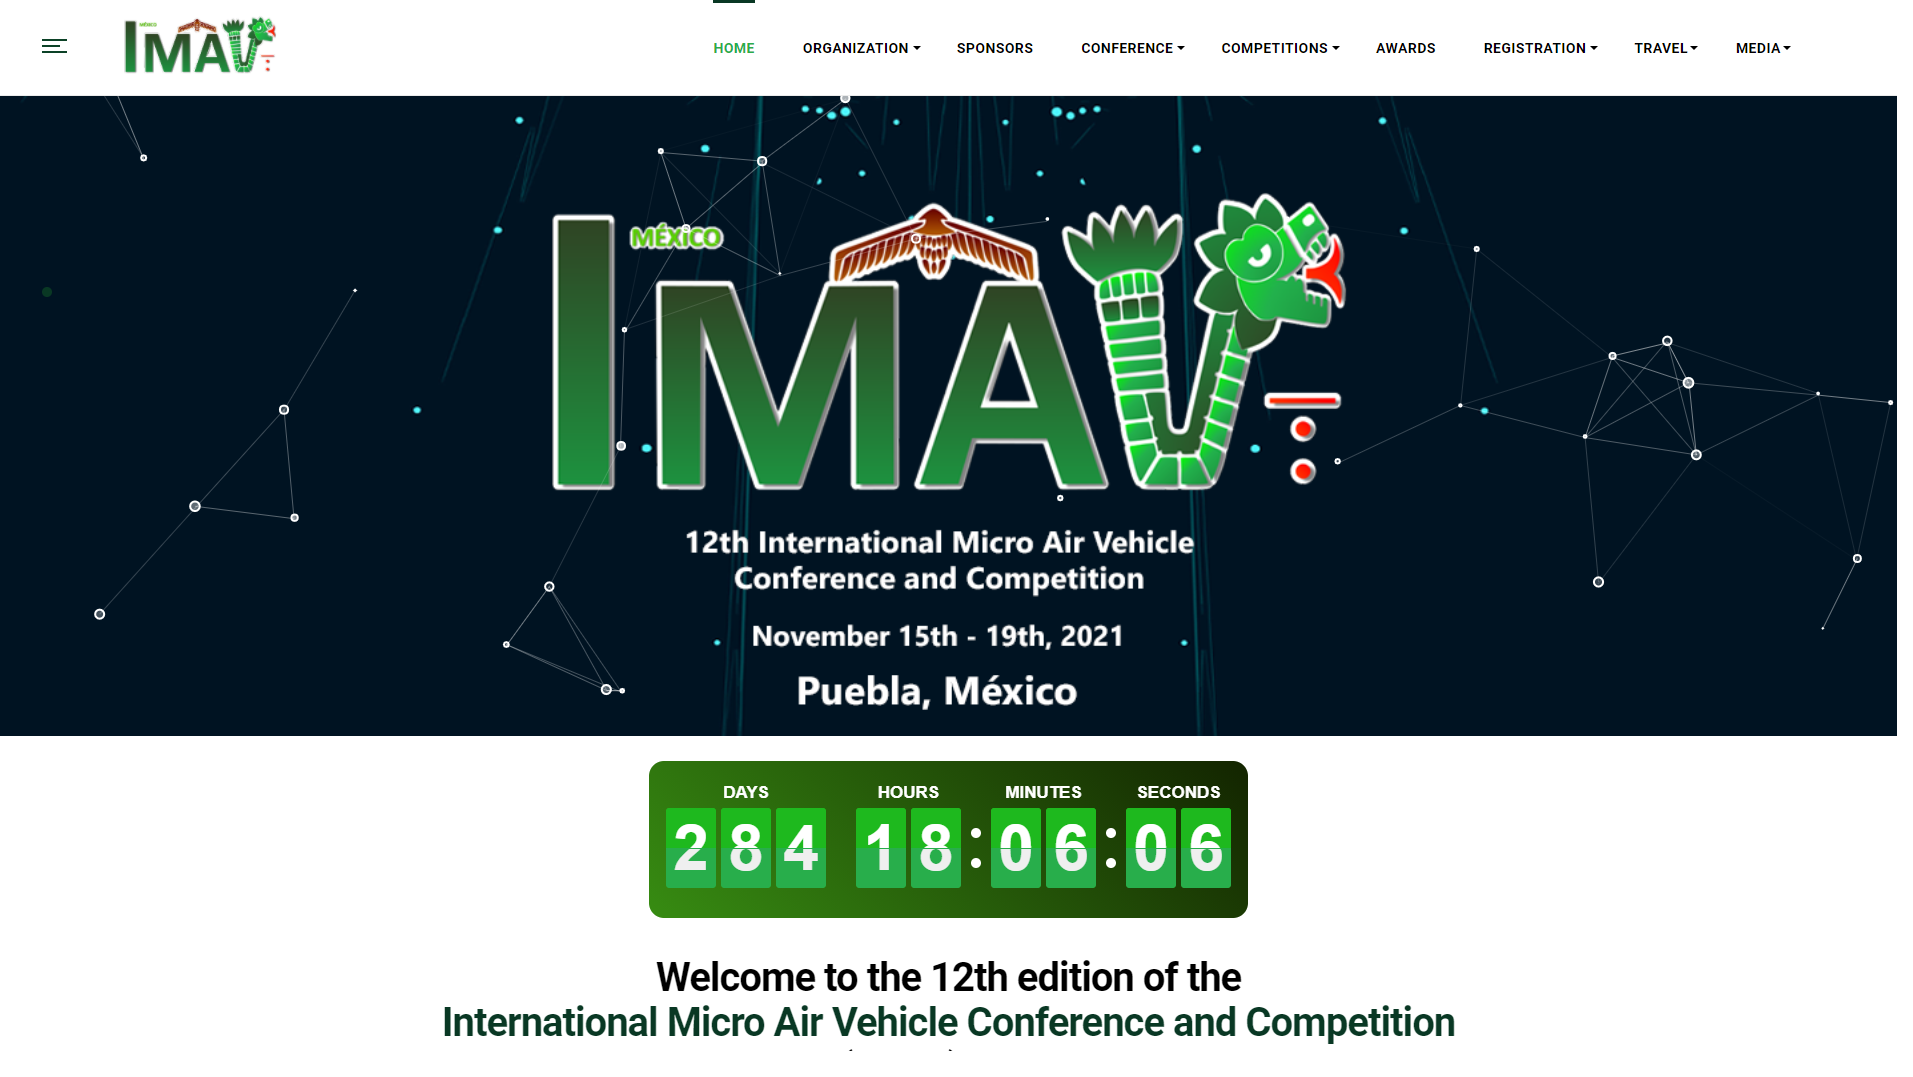 MÉXICO
IMAV
HOME
ORGANIZATION
SPONSORS
CONFERENCE
COMPETITIONS
AWARDS
REGISTRATION
TRAVEL
MEDIA
MÉXICO
IMAV
12th International Micro Air Vehicle
Conference and Competition
November 15th - 19th, 2021
Puebla, México
DAYS HOURS MINUTES SECONDS
284 18:06:06
Welcome to the 12th edition of the
International Micro Air Vehicle Conference and Competition